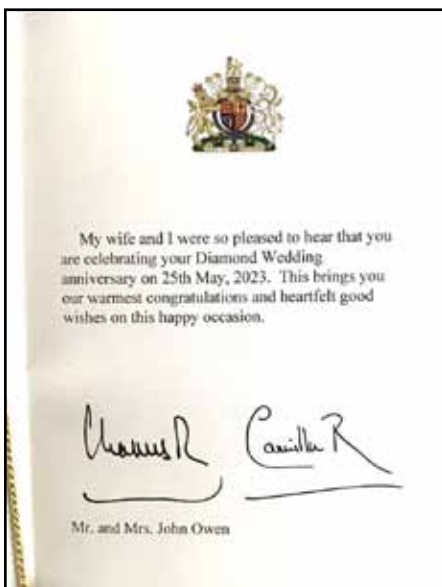 My wife and I were so pleased to hear that you
are celebrating your Diamond Wedding
anniversary on 25th May, 2023.  This brings you
our warmest congratulations and heartfelt good
wishes on this happy occasion.
Charles R Camilla R
Mr. and Mrs. John Owen